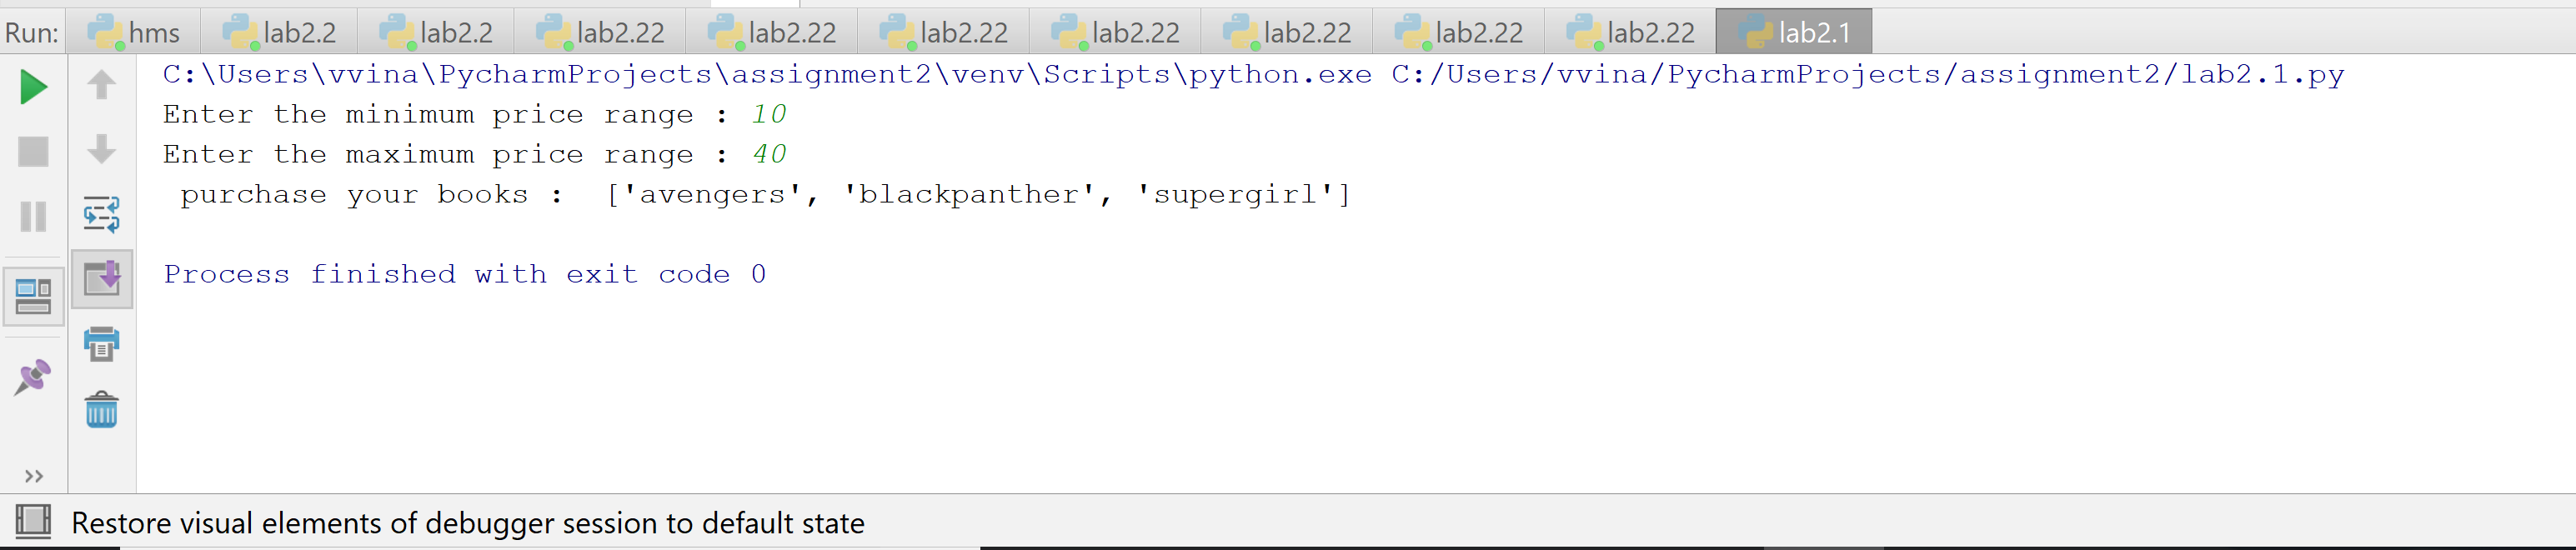 Run: hms lab2.2 lab2.2 lab2.22 lab2.22 lab2.22 lab2.22 lab2.22 lab2.22 lab2.22 lab2.1
C:\Users\vvina\PycharmProjects\assignment2\venv\Scripts\python.exe C:/Users/vvina/PycharmProjects/assignment2/lab2.1.py
Enter the minimum price range : 10
Enter the maximum price range : 40
purchase your books :  ['avengers', 'blackpanther', 'supergirl']
Process finished with exit code 0
Restore visual elements of debugger session to default state